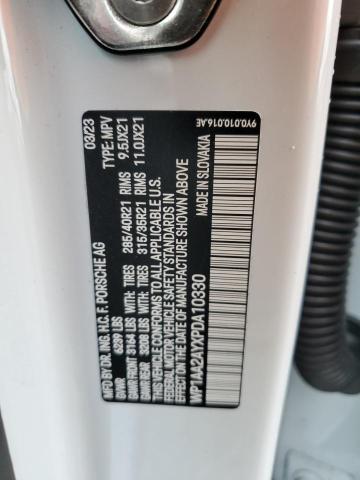 MFD BY DR. ING. H.C. F. PORSCHE AG 03/23
GVWR 6239 LBS TYPE: MPV
GAWR FRONT 3164 LBS WITH: TIRES 285/40R21 RIMS 9.5JX21
GAWR REAR 3208 LBS WITH: TIRES 315/35R21 RIMS 11.0JX21
THIS VEHICLE CONFORMS TO ALL APPLICABLE U.S.
FEDERAL MOTOR VEHICLE SAFETY STANDARDS IN
EFFECT ON THE DATE OF MANUFACTURE SHOWN ABOVE
WP1AA2AYXPDA10330 MADE IN SLOVAKIA
9Y0.010.016.AE